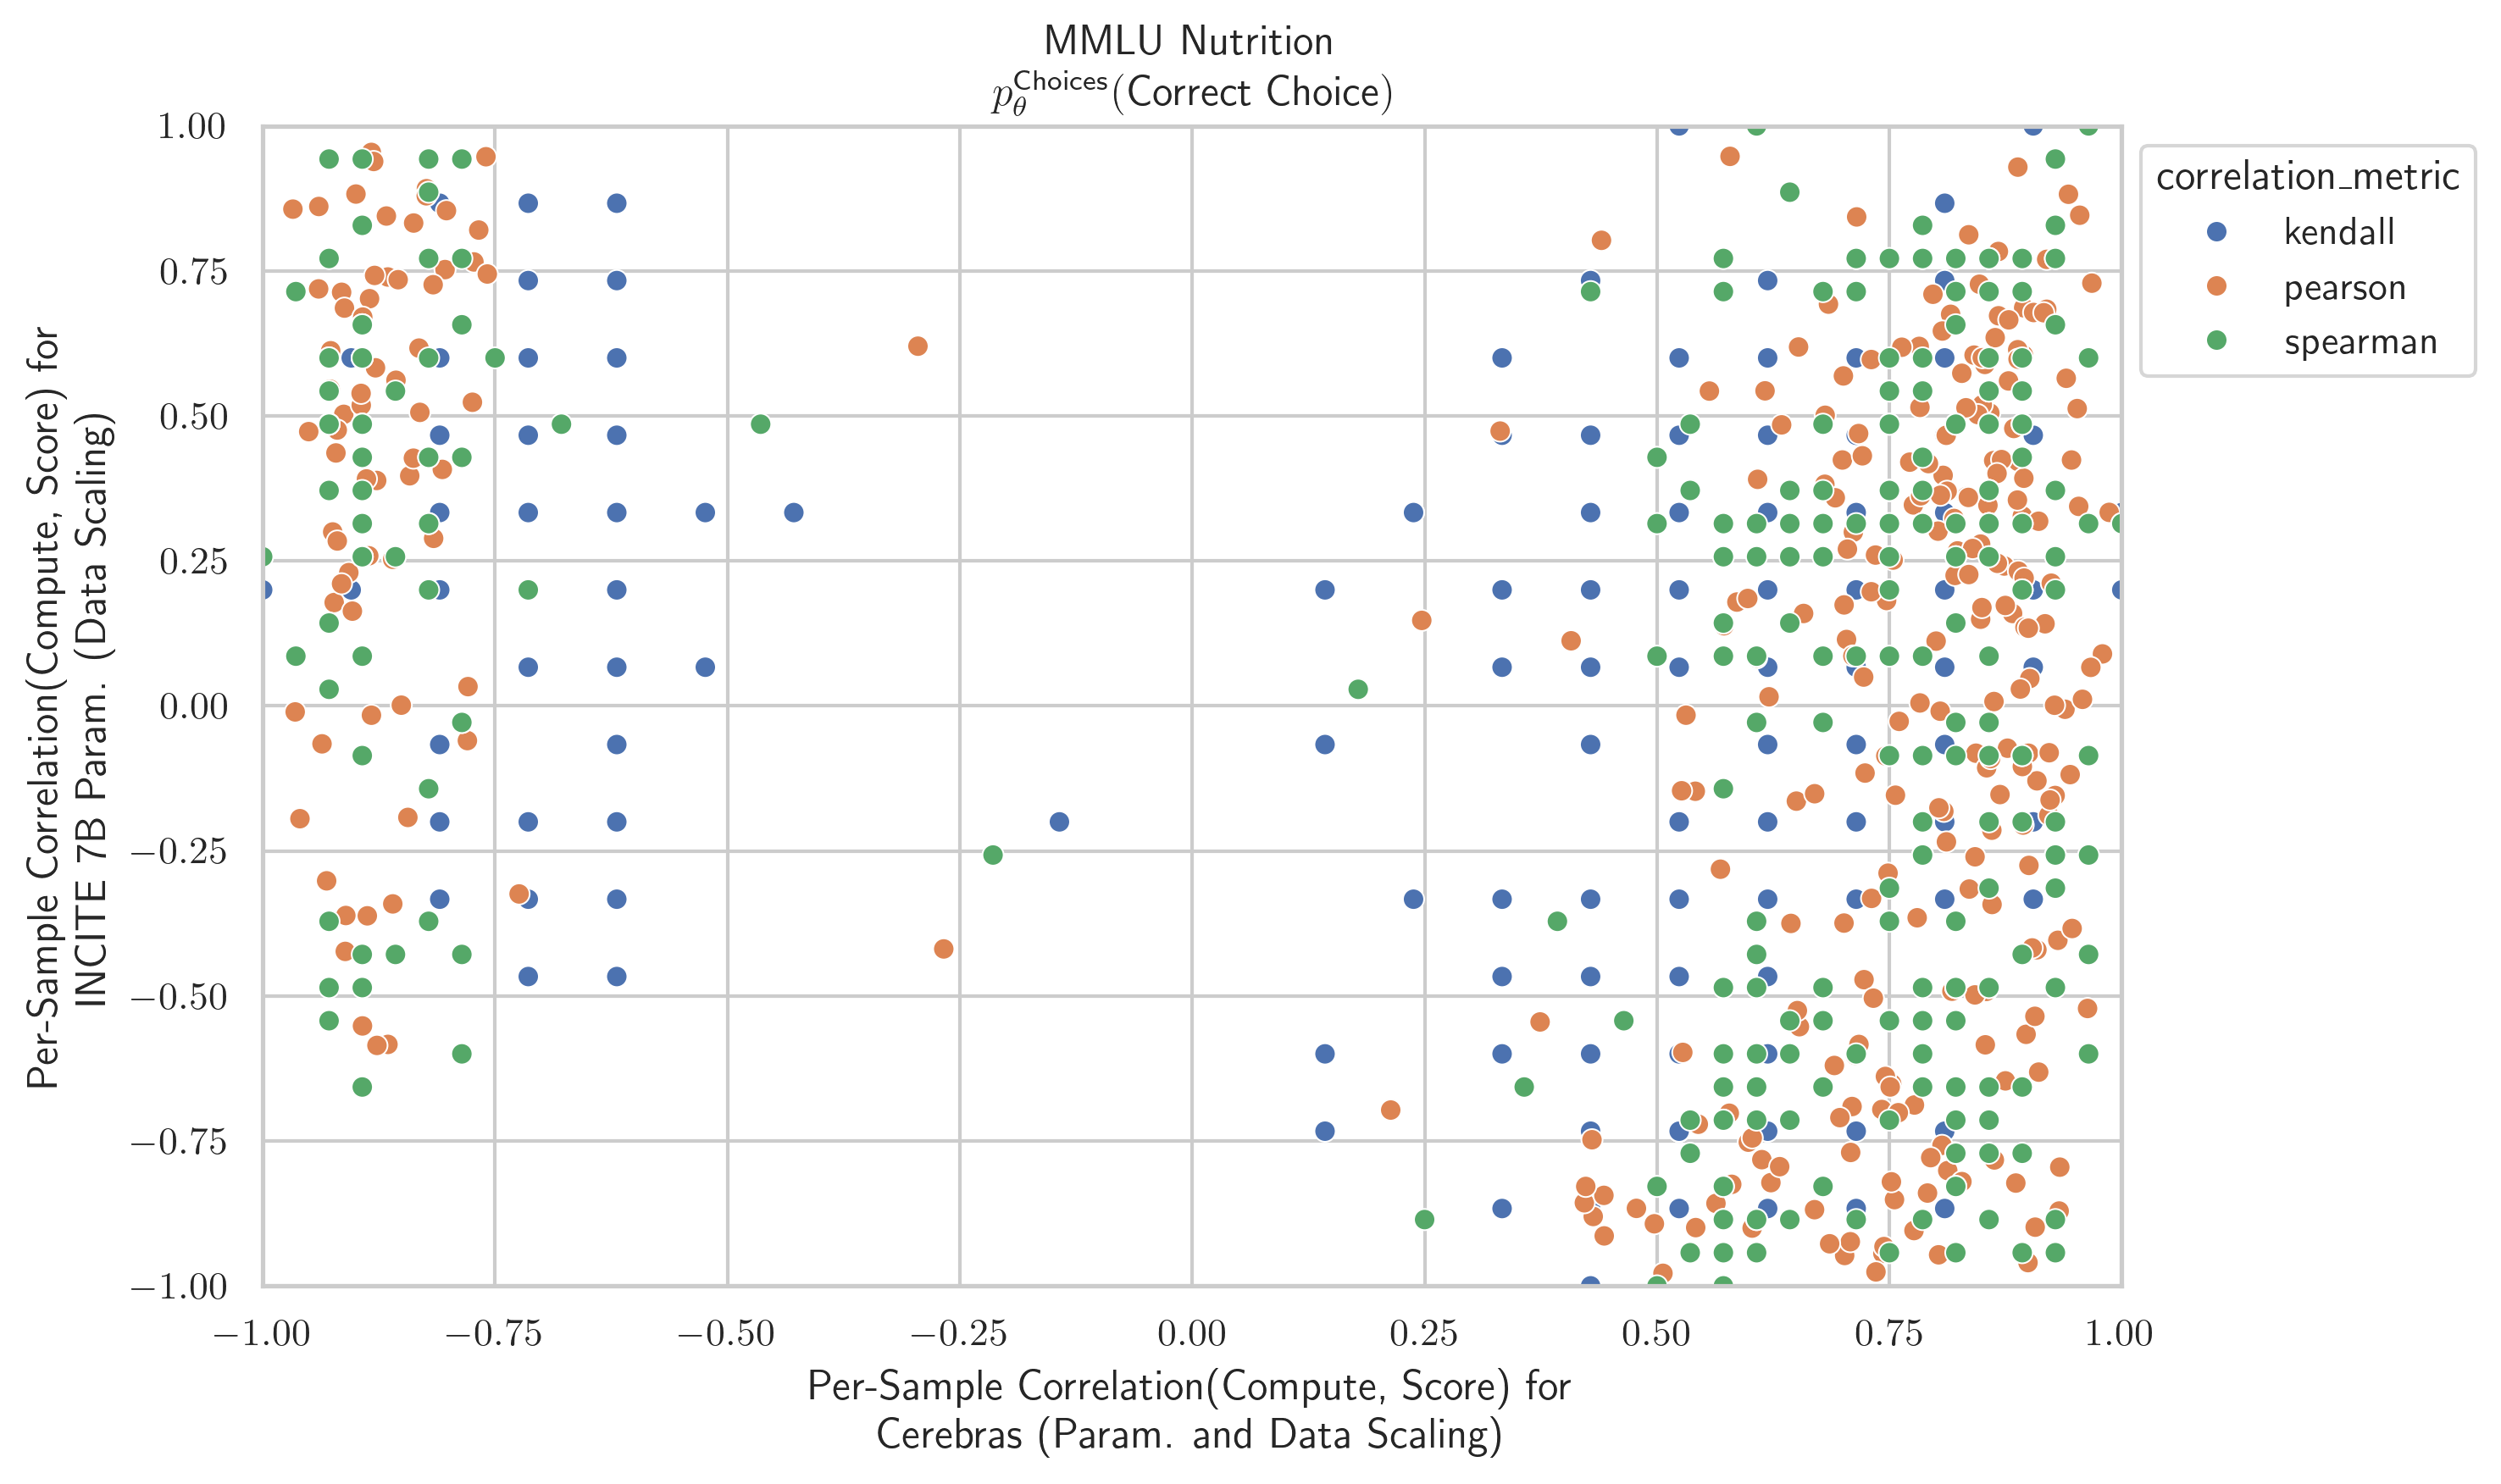 MMLU Nutrition
p_θ^Choices(Correct Choice)
1.00
0.75
0.50
0.25
0.00
−0.25
−0.50
−0.75
−1.00
Per-Sample Correlation(Compute, Score) for
INCITE 7B Param. (Data Scaling)
correlation_metric
kendall
pearson
spearman
−1.00 −0.75 −0.50 −0.25 0.00 0.25 0.50 0.75 1.00
Per-Sample Correlation(Compute, Score) for
Cerebras (Param. and Data Scaling)